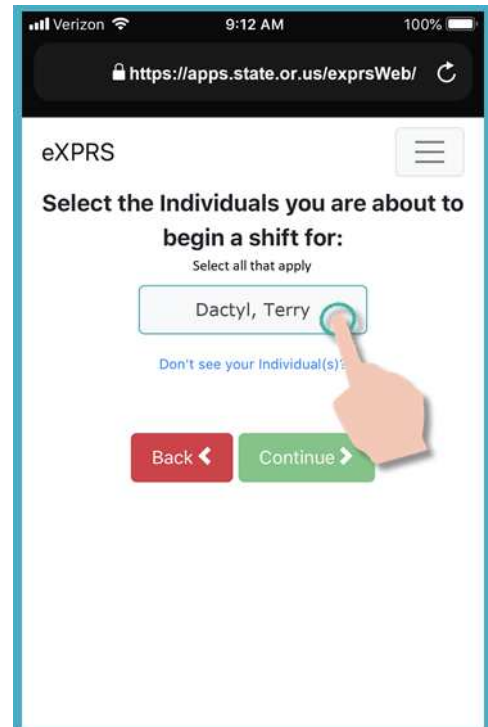 Verizon 9:12 AM 100%
https://apps.state.or.us/exprsWeb/
eXPRS
Select the Individuals you are about to
begin a shift for:
Select all that apply
Dactyl, Terry
Don't see your Individual(s)?
Back
Continue